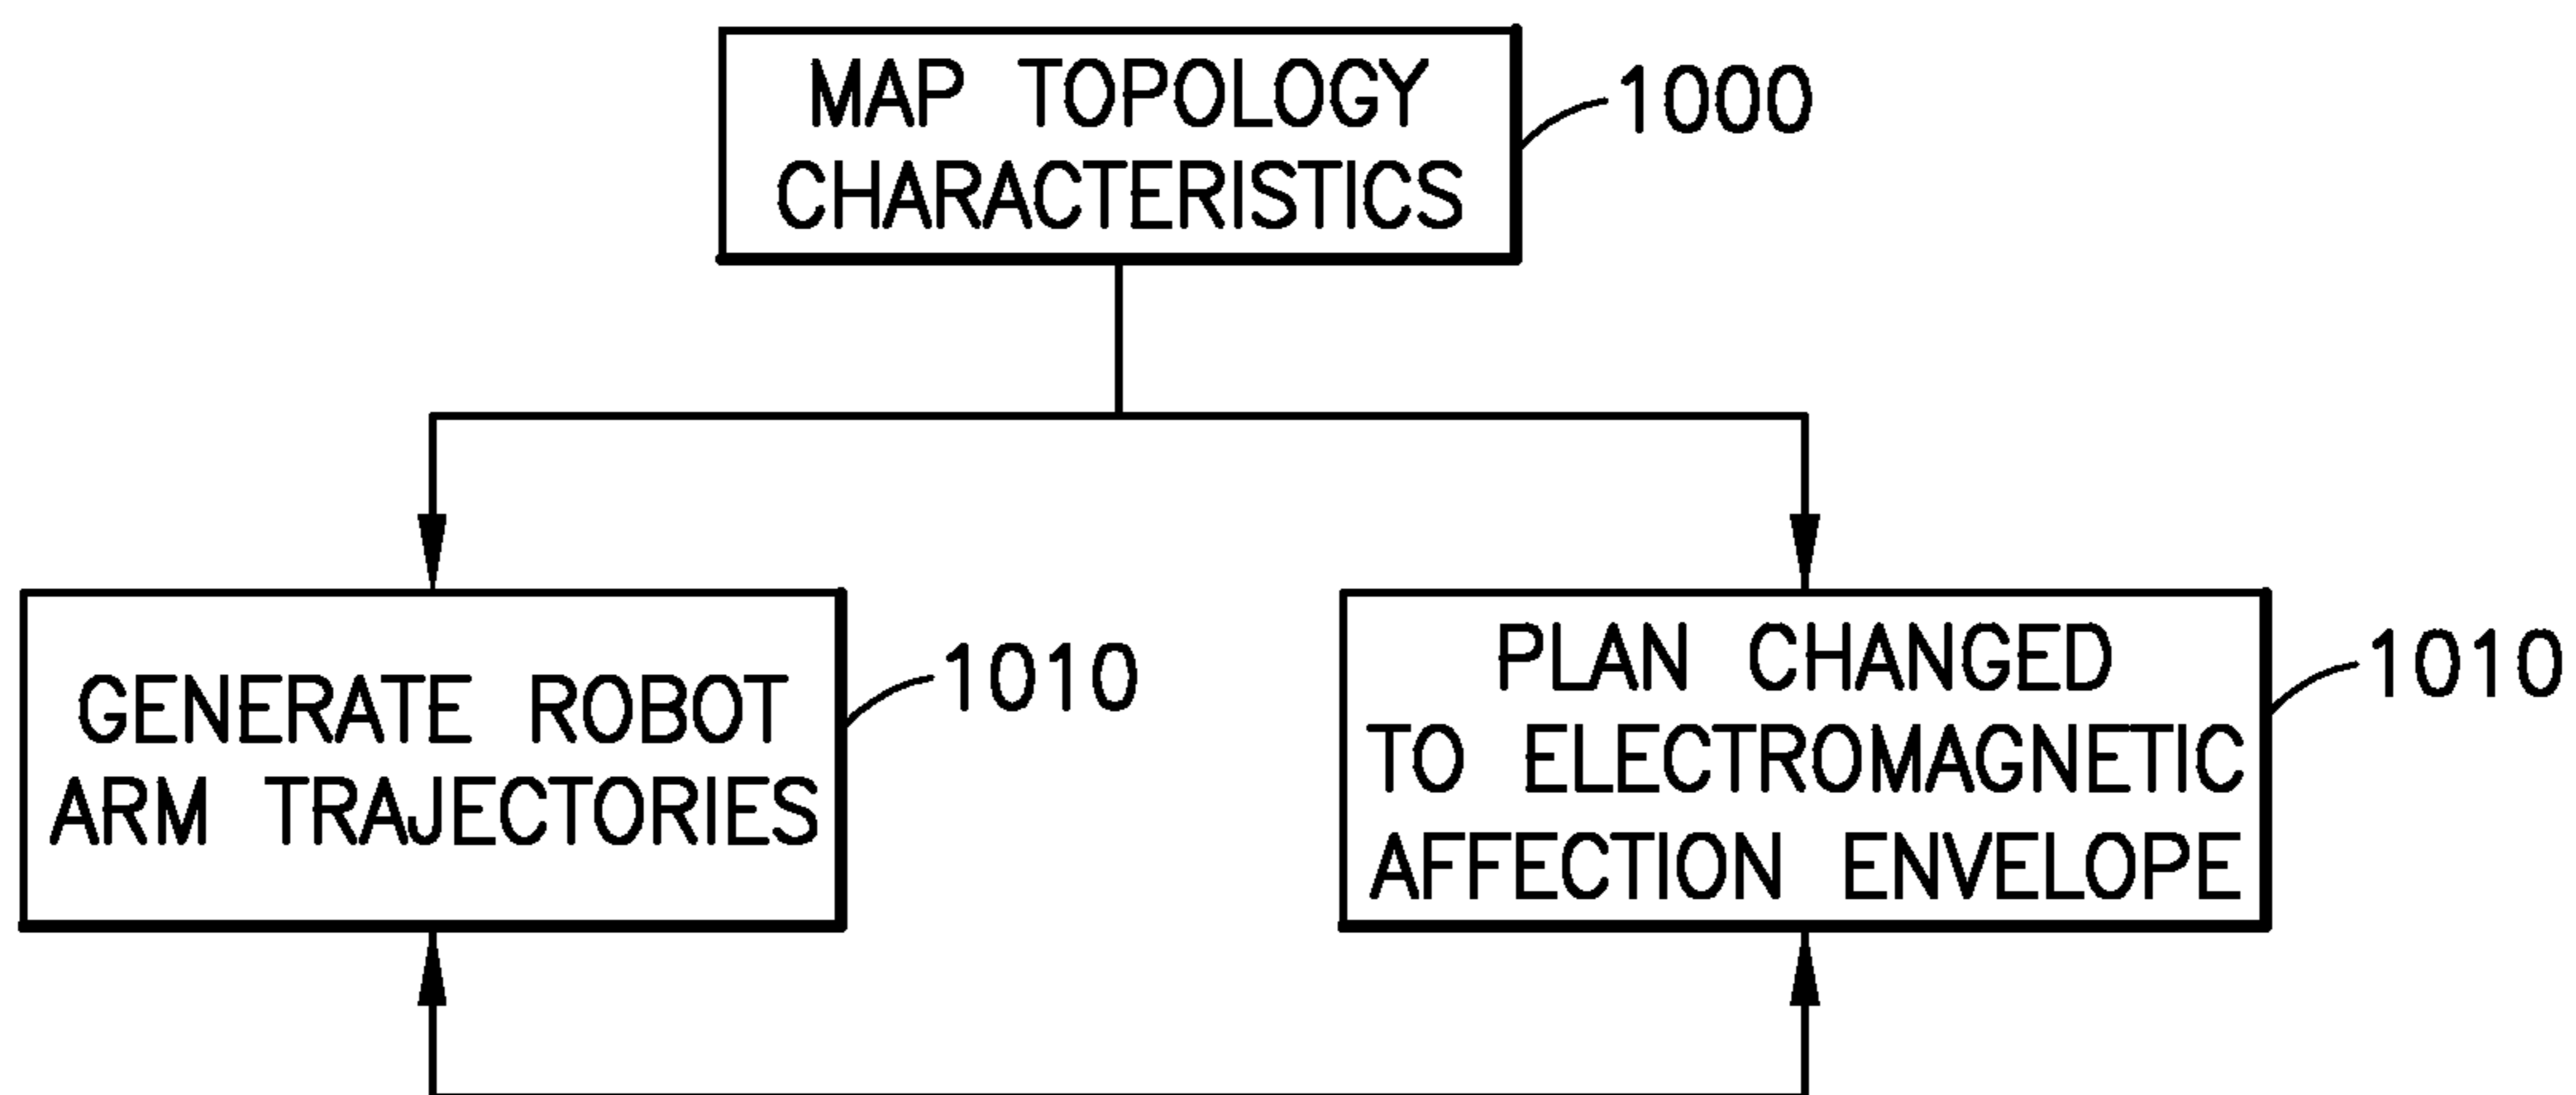 MAP TOPOLOGY
CHARACTERISTICS
1000
GENERATE ROBOT
ARM TRAJECTORIES
1010
PLAN CHANGED
TO ELECTROMAGNETIC
AFFECTION ENVELOPE
1010